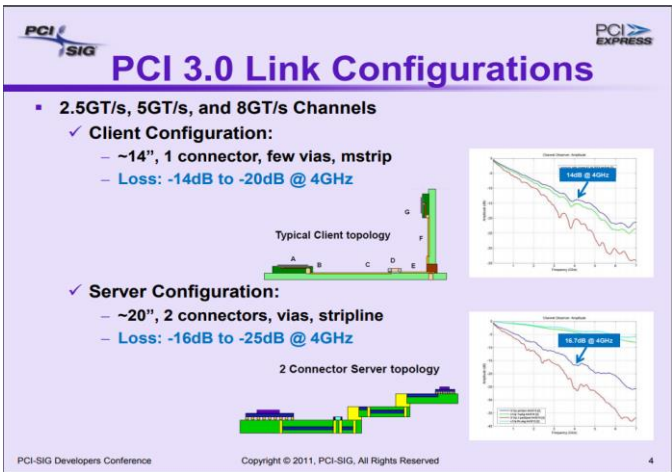 PCI
SIG
PCI
EXPRESS
PCI 3.0 Link Configurations
2.5GT/s, 5GT/s, and 8GT/s Channels
Client Configuration:
– ~14”, 1 connector, few vias, mstrip
– Loss: -14dB to -20dB @ 4GHz
14dB @ 4GHz
G
Typical Client topology
F
A
B
C
D
E
Server Configuration:
– ~20”, 2 connectors, vias, stripline
– Loss: -16dB to -25dB @ 4GHz
16.7dB @ 4GHz
2 Connector Server topology
PCI-SIG Developers Conference
Copyright © 2011, PCI-SIG, All Rights Reserved
4